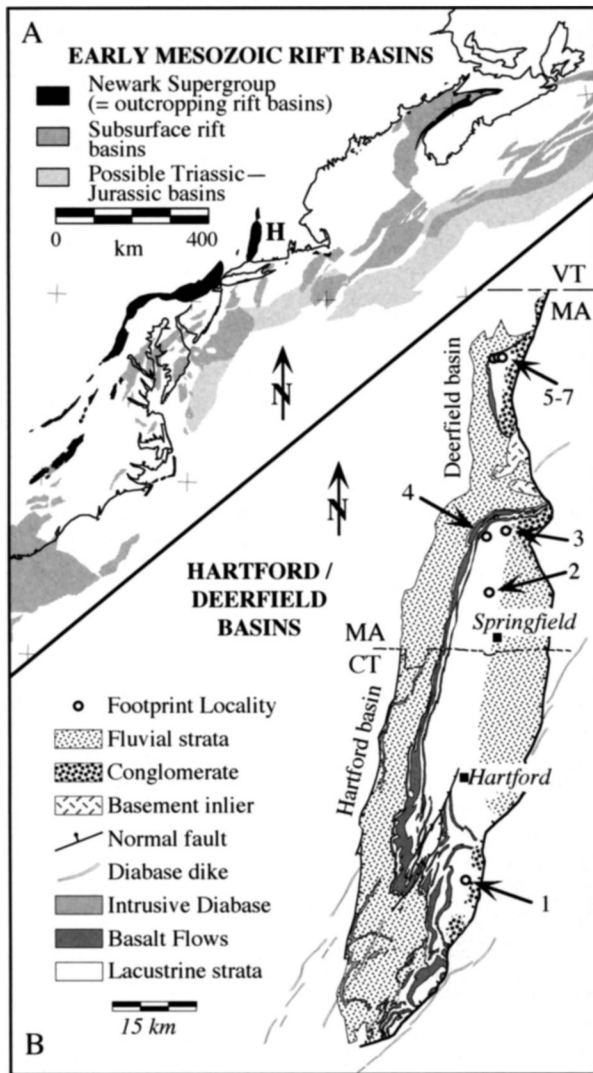 A
EARLY MESOZOIC RIFT BASINS
Newark Supergroup
(= outcropping rift basins)
Subsurface rift
basins
Possible Triassic—
Jurassic basins
0 400
km
H
N
VT
MA
Deerfield basin
5-7
N
4
3
2
HARTFORD /
DEERFIELD
BASINS
Springfield
MA
CT
Footprint Locality
Fluvial strata
Conglomerate
Basement inlier
Normal fault
Diabase dike
Intrusive Diabase
Basalt Flows
Lacustrine strata
Hartford basin
Hartford
1
15 km
B